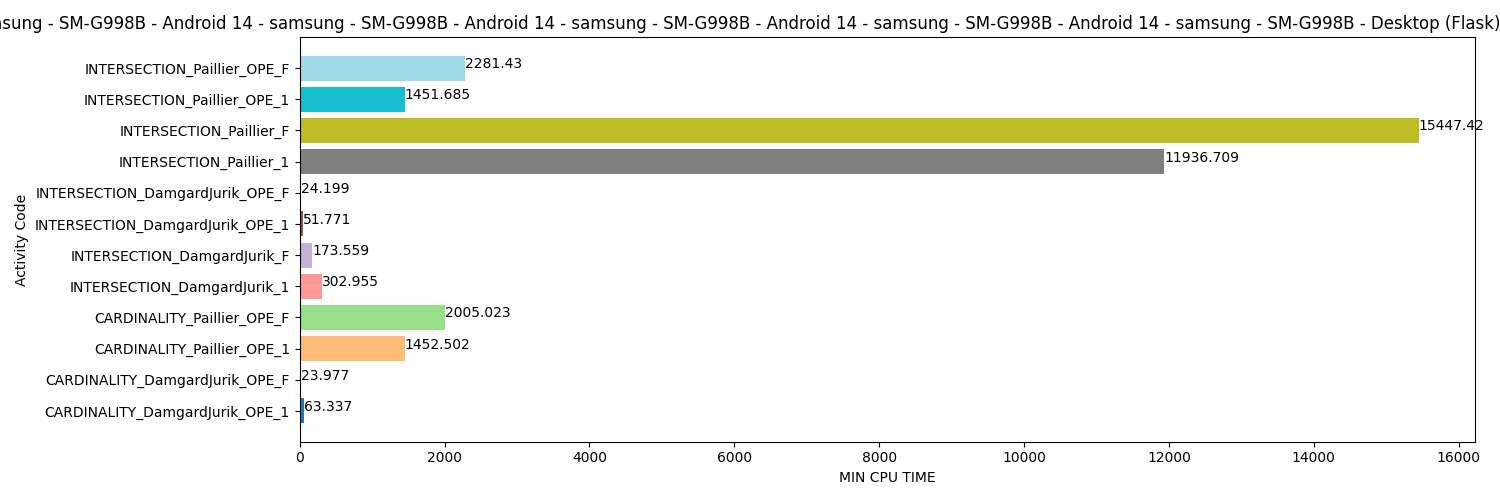 - SM-G998B - Android 14 - samsung - SM-G998B - Android 14 - samsung - SM-G998B - Android 14 - samsung - SM-G998B - Android 14 - samsung - SM-G998B - Desktop (Flask)
INTERSECTION_Paillier_OPE_F 2281.43
INTERSECTION_Paillier_OPE_1 1451.685
INTERSECTION_Paillier_F 15447.42
INTERSECTION_Paillier_1 11936.709
INTERSECTION_DamgardJurik_OPE_F 24.199
INTERSECTION_DamgardJurik_OPE_1 51.771
INTERSECTION_DamgardJurik_F 173.559
INTERSECTION_DamgardJurik_1 302.955
CARDINALITY_Paillier_OPE_F 2005.023
CARDINALITY_Paillier_OPE_1 1452.502
CARDINALITY_DamgardJurik_OPE_F 23.977
CARDINALITY_DamgardJurik_OPE_1 63.337
Activity Code
0 2000 4000 6000 8000 10000 12000 14000 16000
MIN CPU TIME